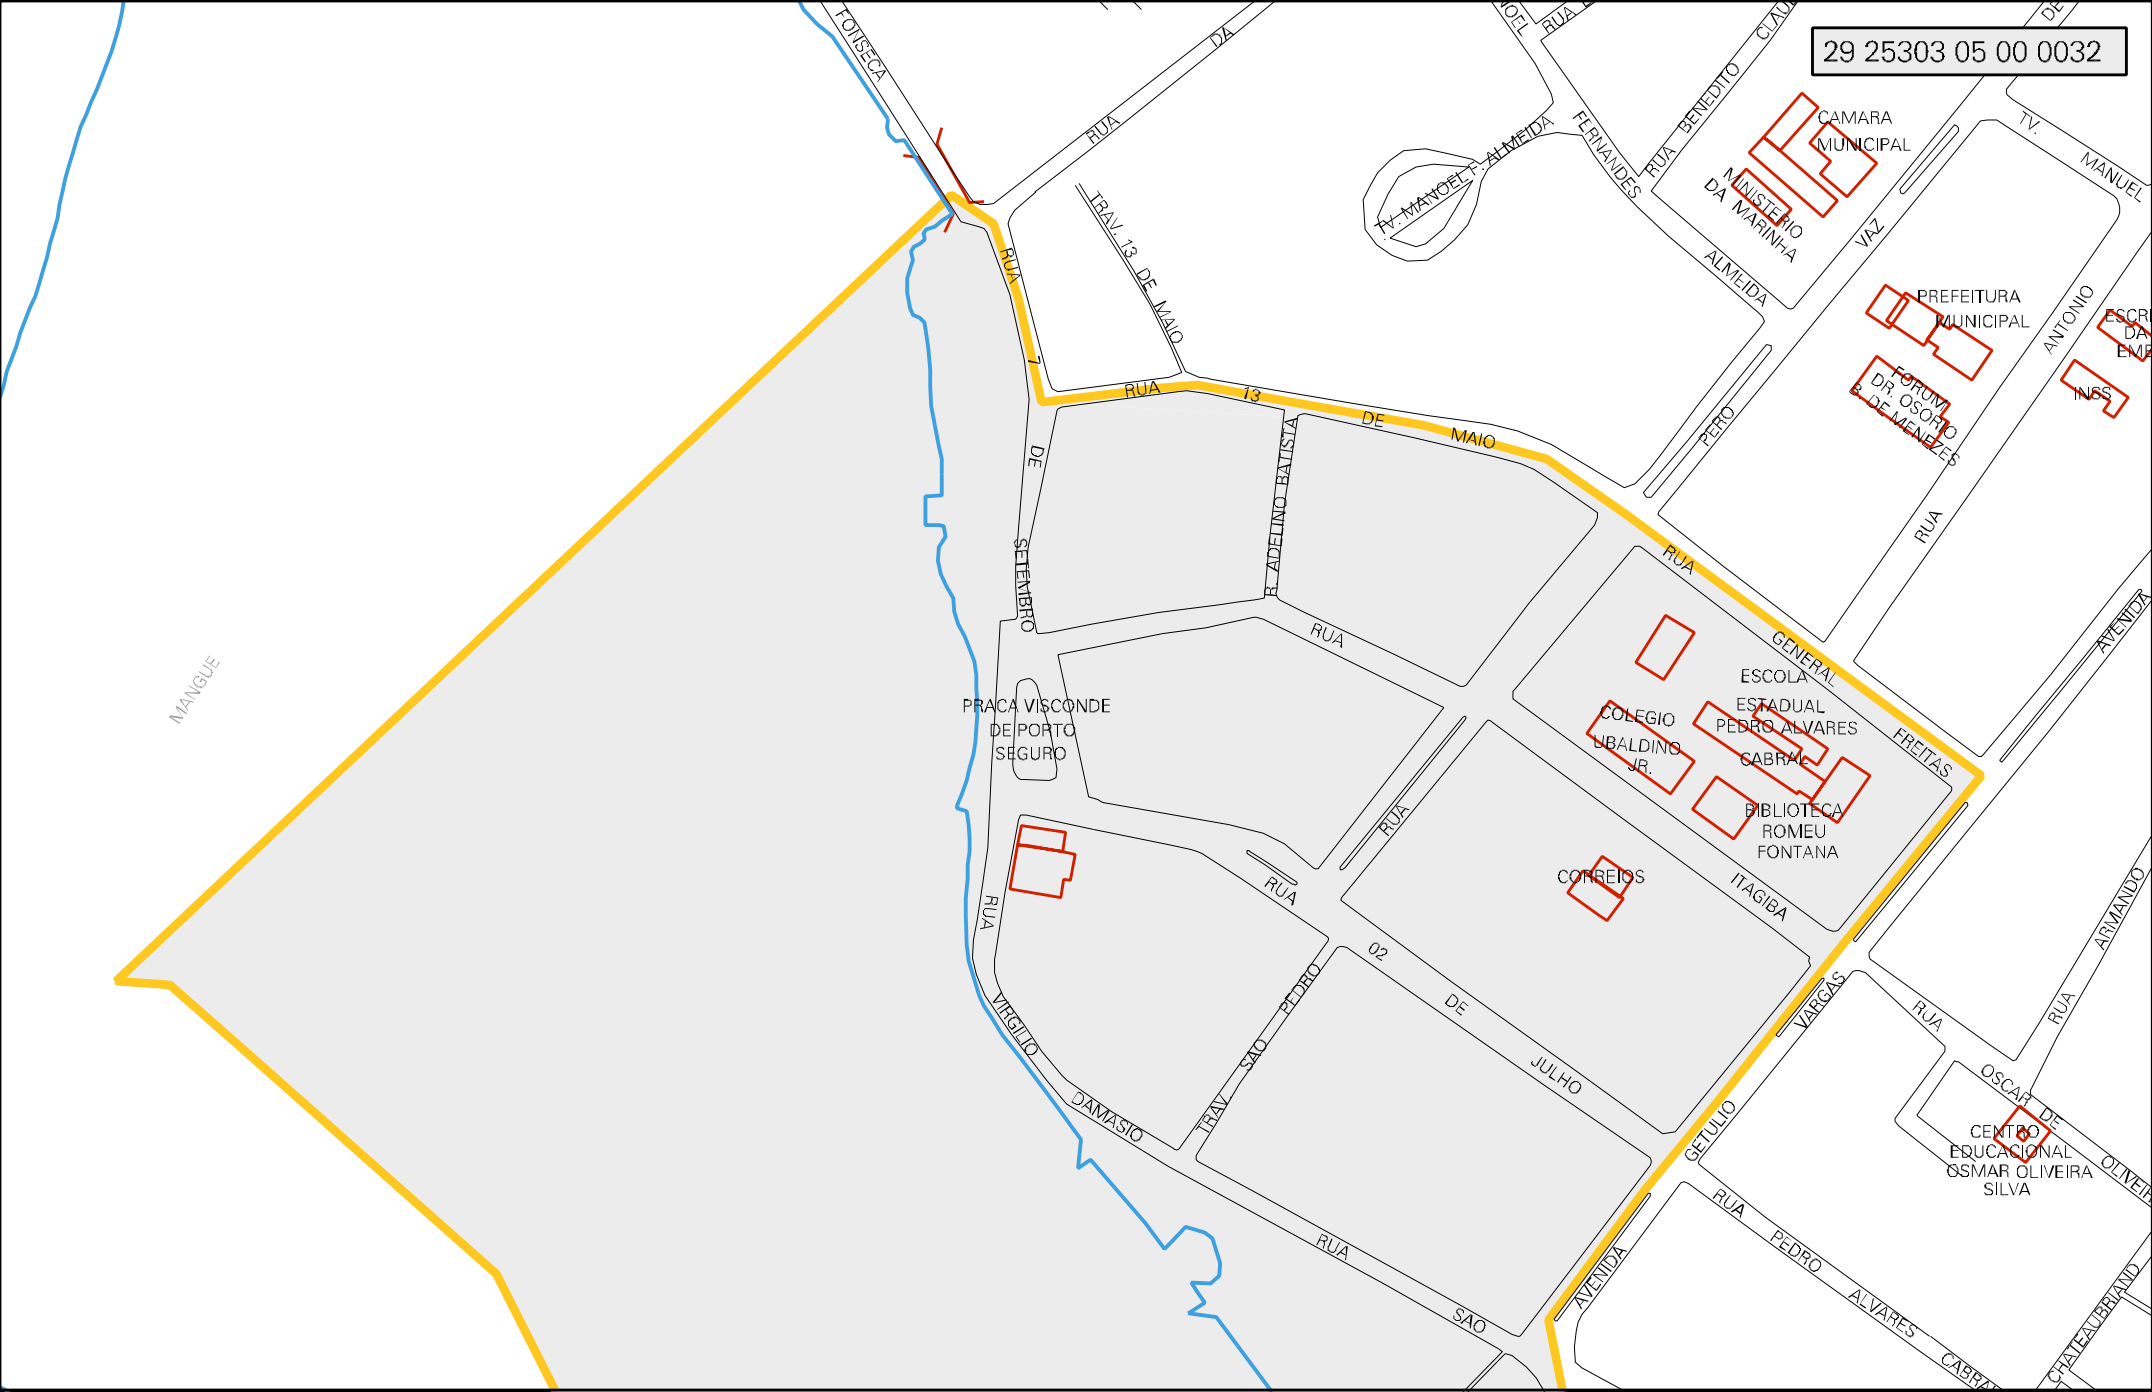 29 25303 05 00 0032
FONSECA
RUA DA
RUA
BENEDITO
RUA
FERNANDES
ALMEIDA
TV. MANOEL F. ALMEIDA
TRAV. 13 DE MAIO
CAMARA
MUNICIPAL
MINISTERIO
DA MARINHA
TV. MANUEL
DE
VAZ
PERO
PREFEITURA
MUNICIPAL
FORUM
DR. OSORIO
B. DE MENEZES
RUA ANTONIO
DA
INSS
AVENIDA
RUA 7 DE SETEMBRO
RUA 13 DE MAIO
R. ADELINO BATISTA
RUA GENERAL FREITAS
MANGUE
PRACA VISCONDE
DE PORTO
SEGURO
RUA
RUA
ESCOLA
ESTADUAL
PEDRO ALVARES
CABRAL
COLEGIO
UBALDINO
JR.
BIBLIOTECA
ROMEU
FONTANA
CORREIOS
ITAGIBA
RUA 02 DE JULHO
RUA VIRGILIO DAMASIO
TRAV. SAO PEDRO
RUA SAO
AVENIDA GETULIO VARGAS
RUA ARMANDO
RUA OSCAR DE
CENTRO
EDUCACIONAL
OSMAR OLIVEIRA
SILVA
RUA PEDRO ALVARES
CHATEAUBRIAND